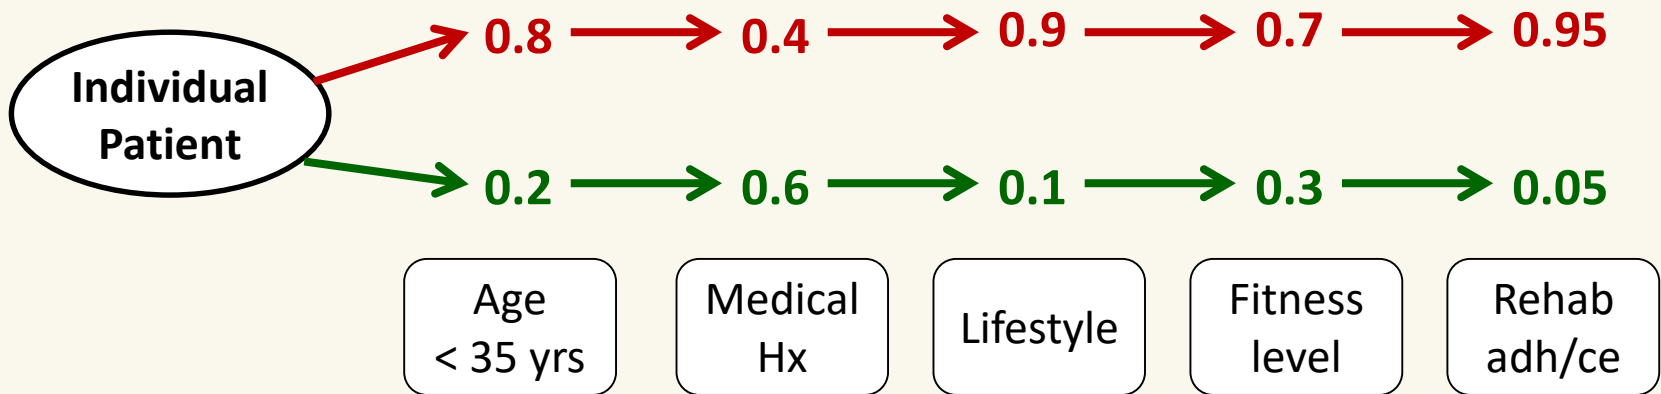 0.8 0.4 0.9 0.7 0.95
Individual
Patient
0.2 0.6 0.1 0.3 0.05
Age
< 35 yrs
Medical
Hx
Lifestyle
Fitness
level
Rehab
adh/ce